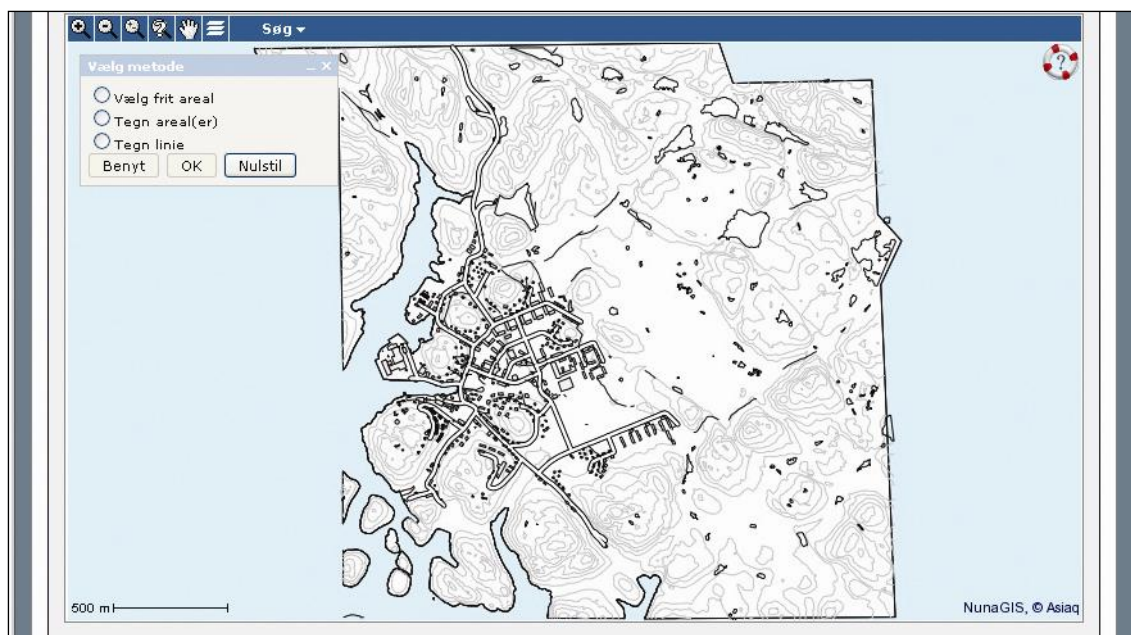 Søg
Vælg metode
Vælg frit areal
Tegn areal(er)
Tegn linie
Benyt OK Nulstil
?
500 m
NunaGIS, © Asiaq